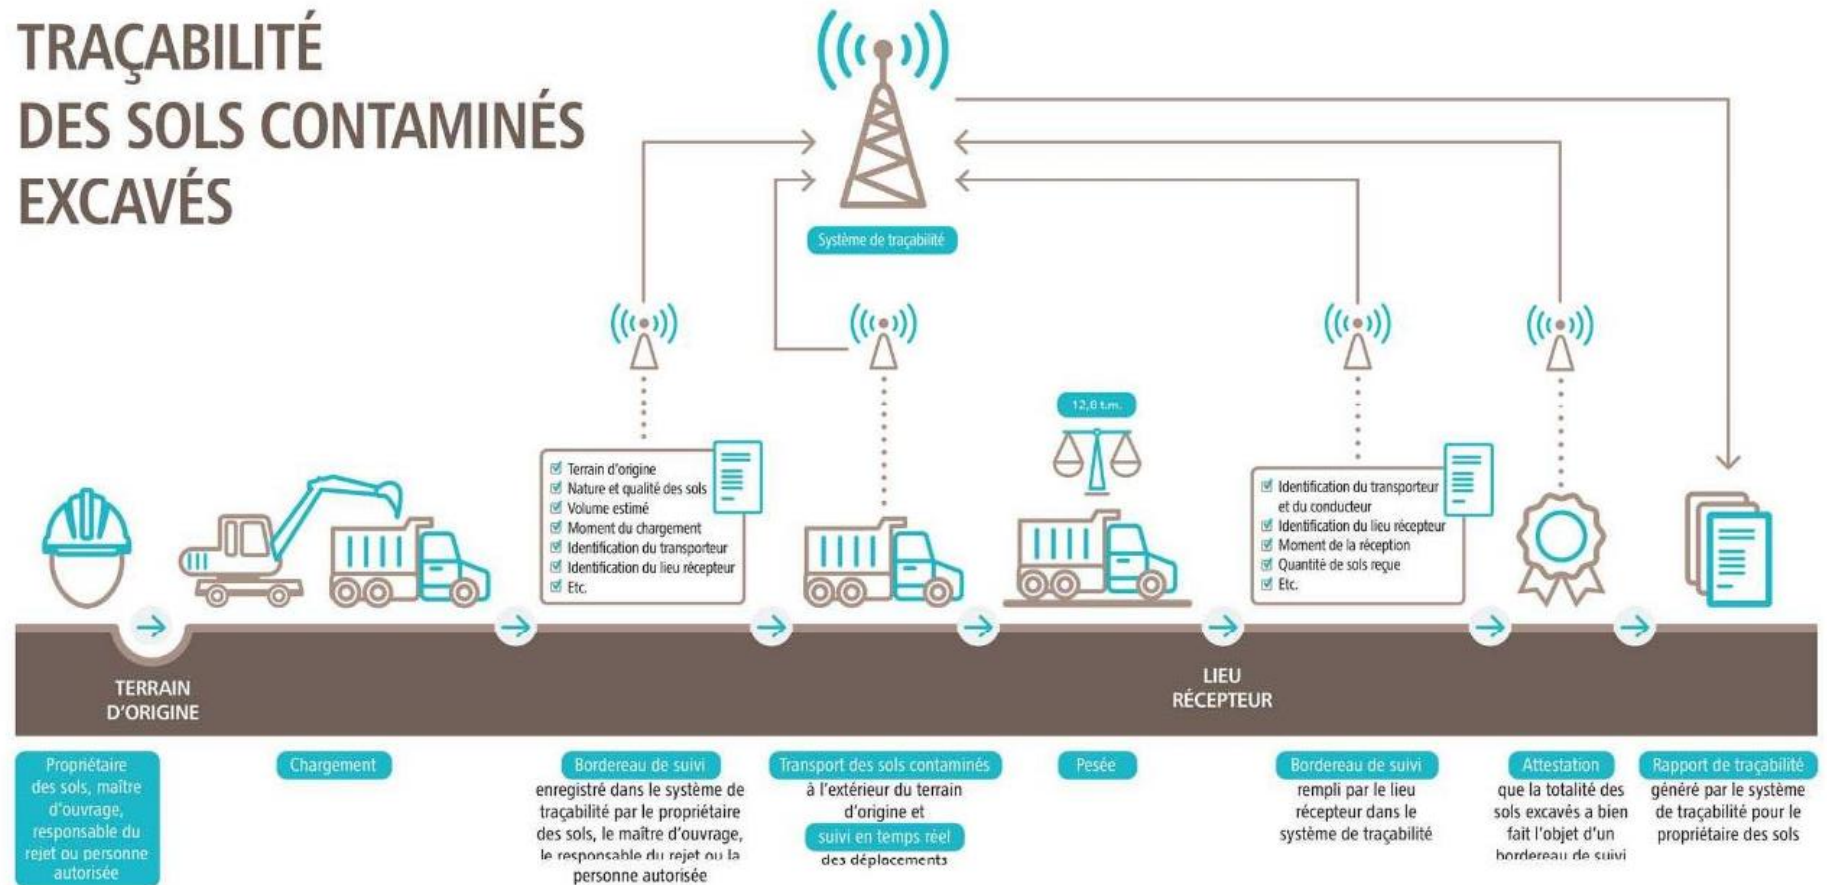 TRAÇABILITÉ
DES SOLS CONTAMINÉS
EXCAVÉS
Système de traçabilité
12,8 t.m.
Terrain d'origine
Nature et qualité des sols
Volume estimé
Moment du chargement
Identification du transporteur
Identification du lieu récepteur
Etc.
Identification du transporteur
et du conducteur
Identification du lieu récepteur
Moment de la réception
Quantité de sols reçue
Etc.
TERRAIN
D'ORIGINE
LIEU
RÉCEPTEUR
Propriétaire
des sols, maître
d'ouvrage,
responsable du
rejet ou personne
autorisée
Chargement
Bordereau de suivi
enregistré dans le système de
traçabilité par le propriétaire
des sols, le maître d'ouvrage,
le responsable du rejet ou la
personne autorisée
Transport des sols contaminés
à l'extérieur du terrain
d'origine et
suivi en temps réel
des déplacements
Pesée
Bordereau de suivi
rempli par le lieu
récepteur dans le
système de traçabilité
Attestation
que la totalité des
sols excavés a bien
fait l'objet d'un
bordereau de suivi
Rapport de traçabilité
généré par le système
de traçabilité pour le
propriétaire des sols